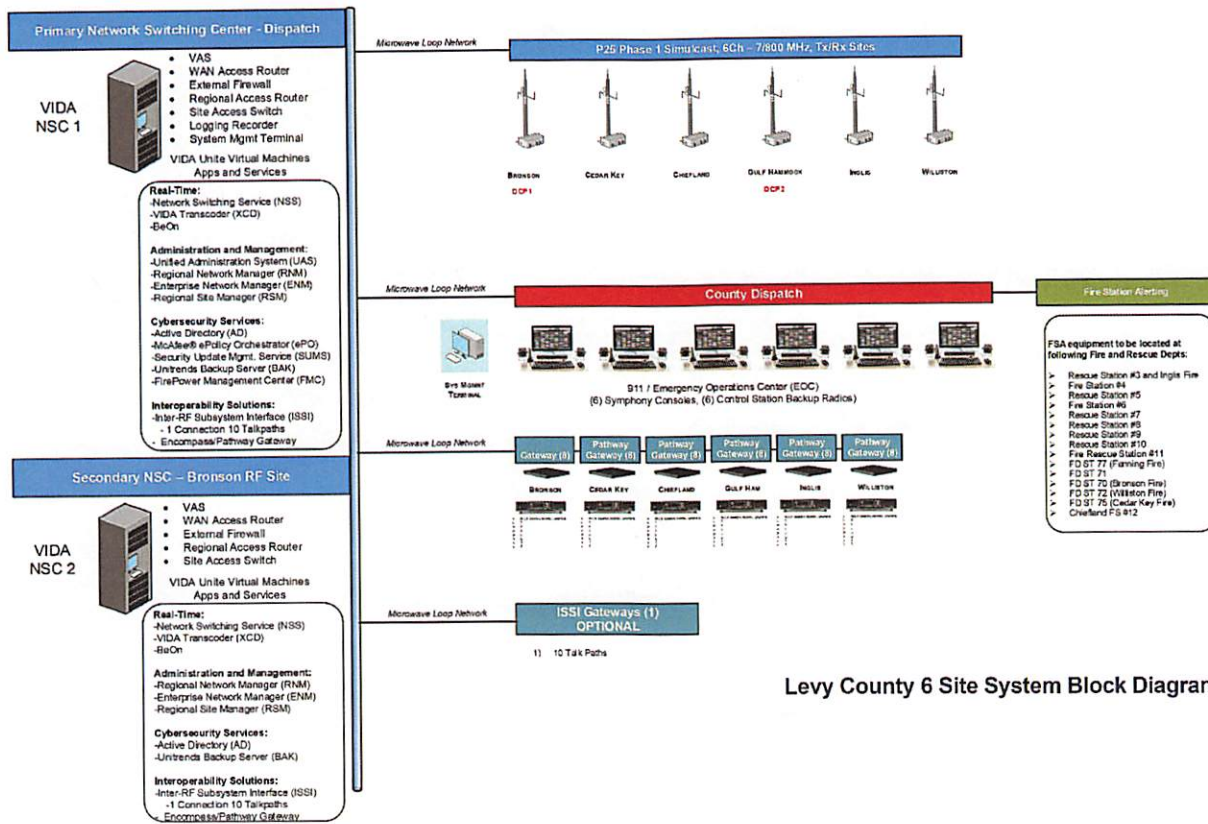 Primary Network Switching Center - Dispatch
VIDA
NSC 1
• VAS
• WAN Access Router
• External Firewall
• Regional Access Router
• Site Access Switch
• Logging Recorder
• System Mgmt Terminal
VIDA Unite Virtual Machines
Apps and Services
Real-Time:
-Network Switching Service (NSS)
-VIDA Transcoder (XCD)
-BeOn
Administration and Management:
-Unified Administration System (UAS)
-Regional Network Manager (RNM)
-Enterprise Network Manager (ENM)
-Regional Site Manager (RSM)
Cybersecurity Services:
-Active Directory (AD)
-McAfee® ePolicy Orchestrator (ePO)
-Security Update Mgmt. Service (SUMS)
-Unitrends Backup Server (BAK)
-FirePower Management Center (FMC)
Interoperability Solutions:
-Inter-RF Subsystem Interface (ISSI)
- 1 Connection 10 Talkpaths
- Encompass/Pathway Gateway
Secondary NSC – Bronson RF Site
VIDA
NSC 2
• VAS
• WAN Access Router
• External Firewall
• Regional Access Router
• Site Access Switch
VIDA Unite Virtual Machines
Apps and Services
Real-Time:
-Network Switching Service (NSS)
-VIDA Transcoder (XCD)
-BeOn
Administration and Management:
-Regional Network Manager (RNM)
-Enterprise Network Manager (ENM)
-Regional Site Manager (RSM)
Cybersecurity Services:
-Active Directory (AD)
-Unitrends Backup Server (BAK)
Interoperability Solutions:
-Inter-RF Subsystem Interface (ISSI)
-1 Connection 10 Talkpaths
- Encompass/Pathway Gateway
Microwave Loop Network
P25 Phase 1 Simulcast, 6Ch – 7/800 MHz, Tx/Rx Sites
BRONSON CEDAR KEY CHIEFLAND GULF HAMMOCK INGLIS WILLISTON
DCP1 DCP2
Microwave Loop Network
County Dispatch
SYS MGMT
TERMINAL
911 / Emergency Operations Center (EOC)
(6) Symphony Consoles, (6) Control Station Backup Radios)
Fire Station Alerting
FSA equipment to be located at
following Fire and Rescue Depts:
➢ Rescue Station #3 and Inglis Fire
➢ Fire Station #4
➢ Rescue Station #5
➢ Fire Station #6
➢ Rescue Station #7
➢ Rescue Station #8
➢ Rescue Station #9
➢ Rescue Station #10
➢ Fire Rescue Station #11
➢ FD ST 77 (Fanning Fire)
➢ FD ST 71
➢ FD ST 70 (Bronson Fire)
➢ FD ST 72 (Williston Fire)
➢ FD ST 75 (Cedar Key Fire)
➢ Chiefland FS #12
Microwave Loop Network
Gateway (8) Pathway Gateway (8) Pathway Gateway (8) Pathway Gateway (8) Pathway Gateway (8) Pathway Gateway (8)
BRONSON CEDAR KEY CHIEFLAND GULF HAM INGLIS WILLISTON
Microwave Loop Network
ISSI Gateways (1)
OPTIONAL
1) 10 Talk Paths
Levy County 6 Site System Block Diagram